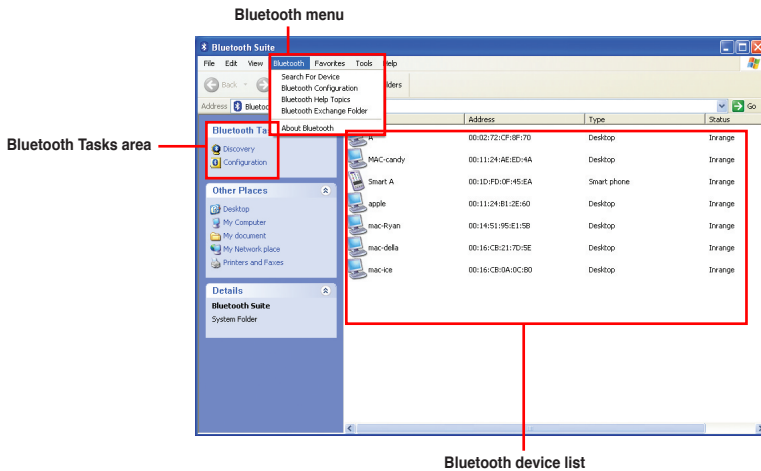 Bluetooth menu
Bluetooth Suite
File Edit View Bluetooth Favorites Tools Help
Back
Search For Device
Bluetooth Configuration
Bluetooth Help Topics
Bluetooth Exchange Folder
About Bluetooth
lders
Address Bluetoo
Go
Address Type Status
Bluetooth Tasks area
Bluetooth Ta
Discovery
Configuration
A 00:02:72:CF:8F:70 Desktop Inrange
MAC-candy 00:11:24:AE:ED:4A Desktop Inrange
Smart A 00:1D:FD:0F:45:EA Smart phone Inrange
apple 00:11:24:B1:2E:60 Desktop Inrange
mac-Ryan 00:14:51:95:E1:5B Desktop Inrange
mac-della 00:16:CB:21:7D:5E Desktop Inrange
mac-ice 00:16:CB:0A:0C:B0 Desktop Inrange
Other Places
Desktop
My Computer
My document
My Network place
Printers and Faxes
Details
Bluetooth Suite
System Folder
Bluetooth device list